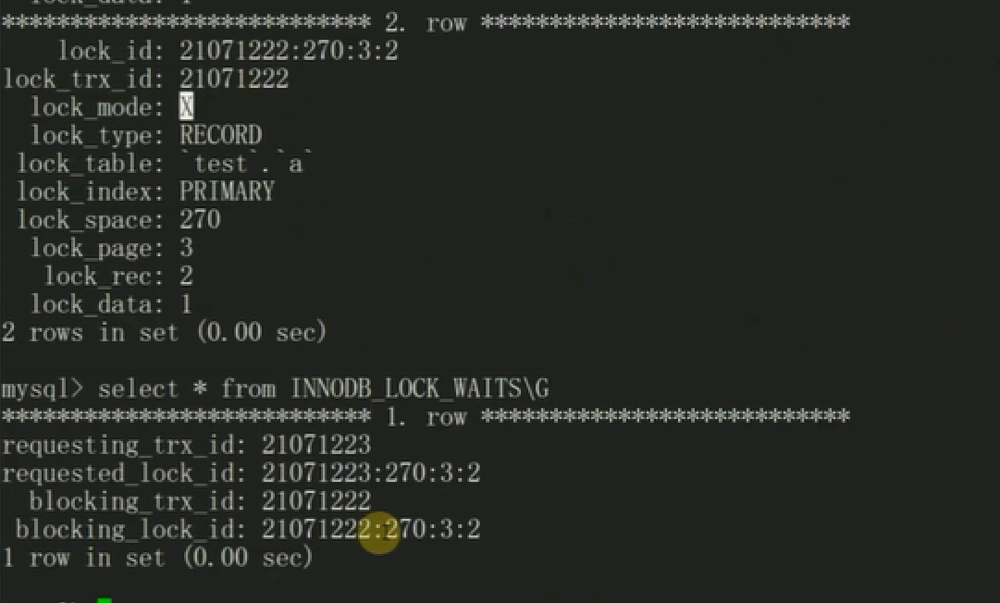 lock_data: 1
*************************** 2. row ***************************
lock_id: 21071222:270:3:2
lock_trx_id: 21071222
lock_mode: X
lock_type: RECORD
lock_table: `test`.`a`
lock_index: PRIMARY
lock_space: 270
lock_page: 3
lock_rec: 2
lock_data: 1
2 rows in set (0.00 sec)
mysql> select * from INNODB_LOCK_WAITS\G
*************************** 1. row ***************************
requesting_trx_id: 21071223
requested_lock_id: 21071223:270:3:2
blocking_trx_id: 21071222
blocking_lock_id: 21071222:270:3:2
1 row in set (0.00 sec)